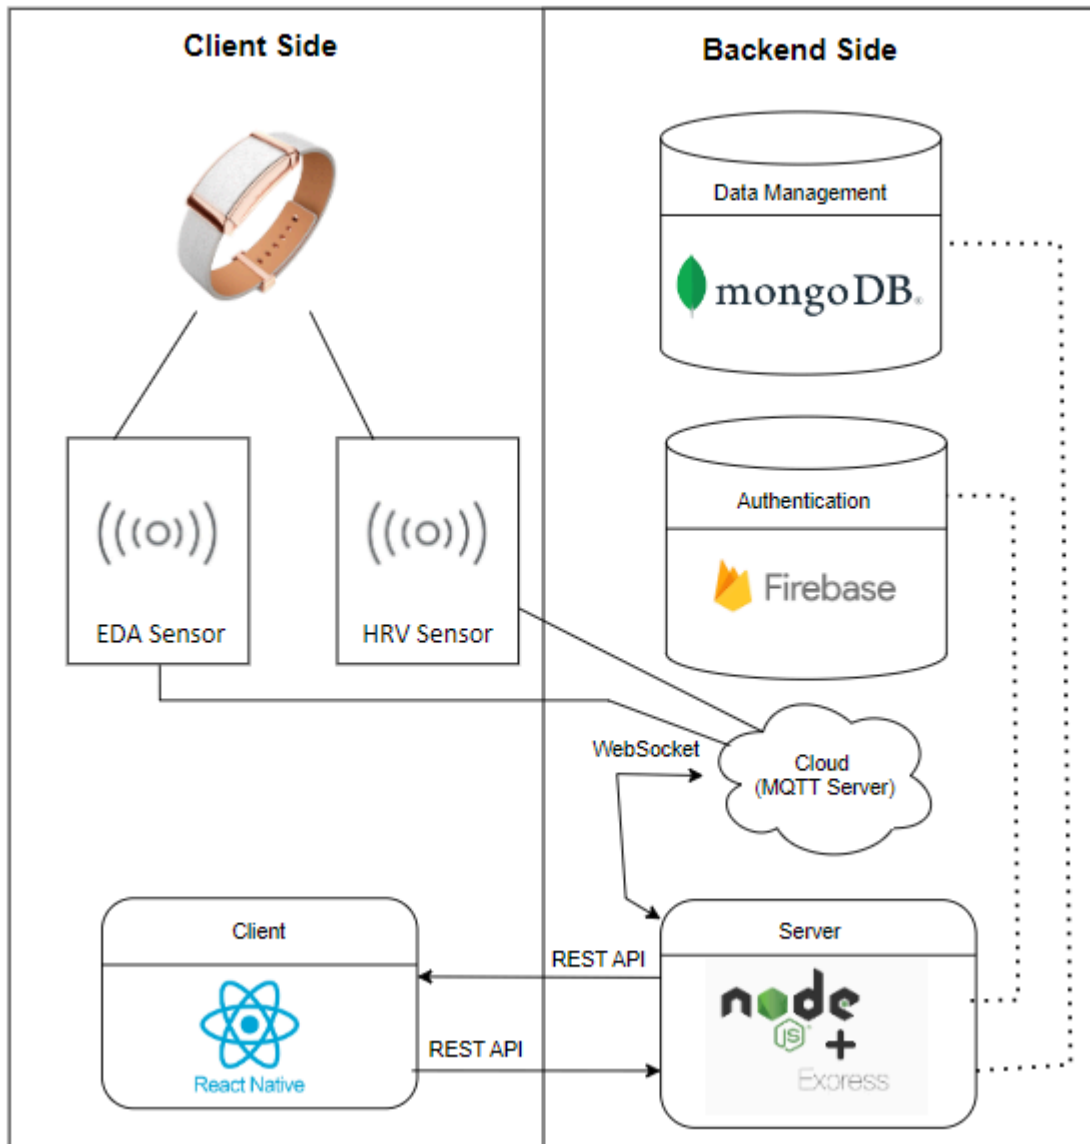 Client Side
Backend Side
Data Management
mongoDB®
Authentication
Firebase
EDA Sensor
HRV Sensor
WebSocket
Cloud
(MQTT Server)
Client
Server
REST API
node
JS
+
Express
REST API
React Native